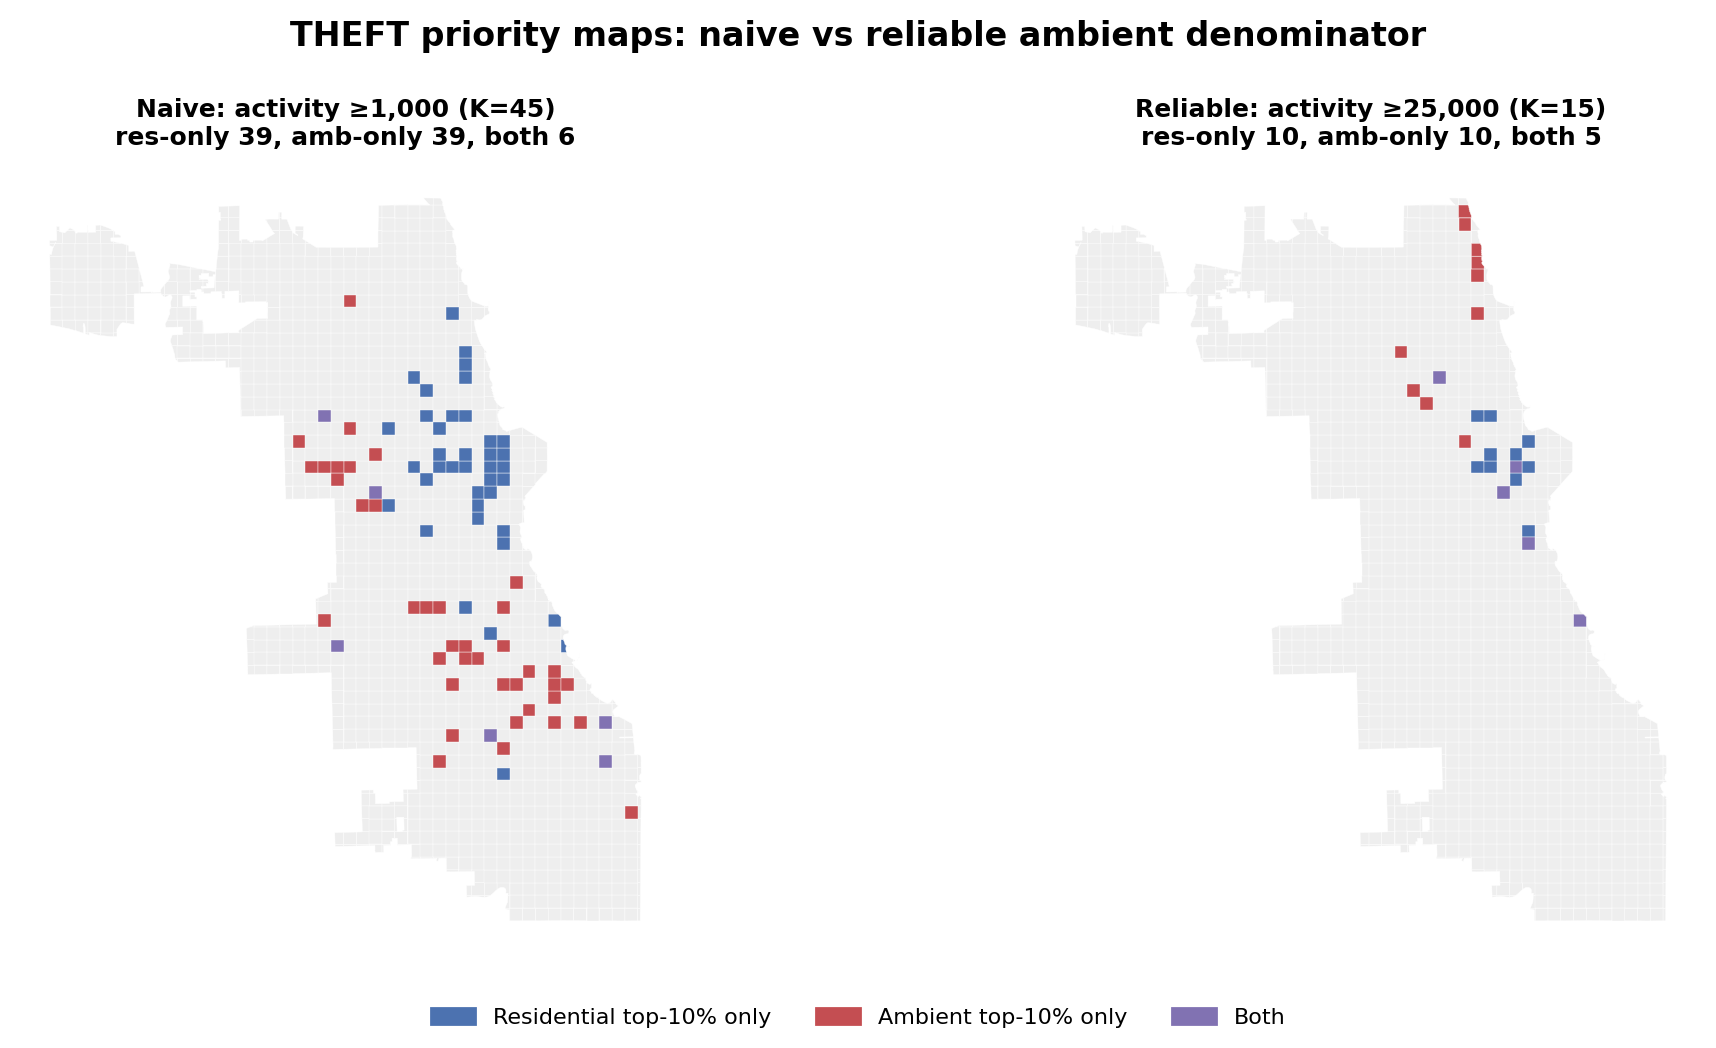 THEFT priority maps: naive vs reliable ambient denominator
Naive: activity ≥1,000 (K=45)
res-only 39, amb-only 39, both 6
Reliable: activity ≥25,000 (K=15)
res-only 10, amb-only 10, both 5
Residential top-10% only
Ambient top-10% only
Both